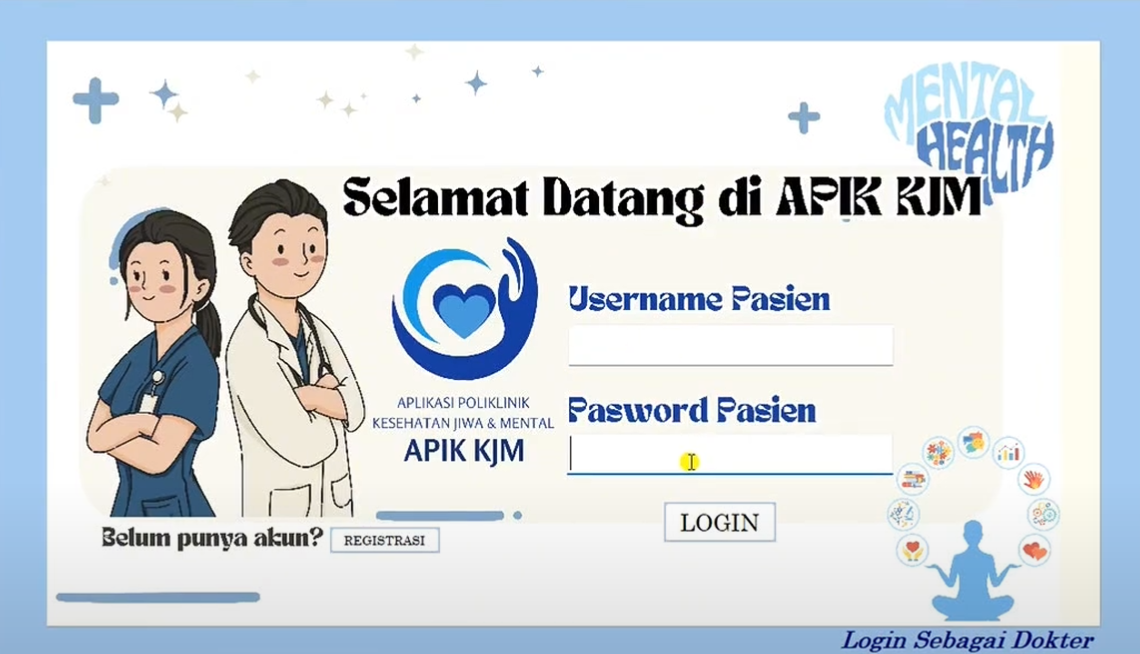 MENTAL
HEALTH
Selamat Datang di APIK KJM
Username Pasien
APLIKASI POLIKLINIK
KESEHATAN JIWA & MENTAL
APIK KJM
Pasword Pasien
LOGIN
Belum punya akun? REGISTRASI
Login Sebagai Dokter